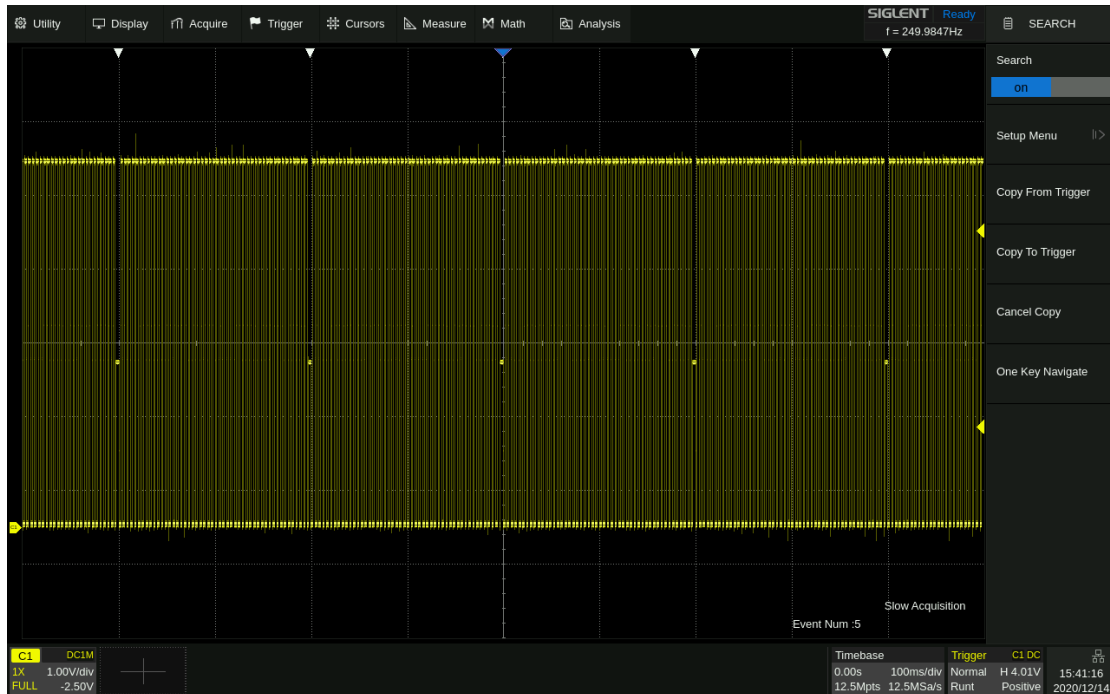 Utility Display Acquire Trigger Cursors Measure Math Analysis
SIGLENT Ready
f = 249.9847Hz
SEARCH
Search
on
Setup Menu
Copy From Trigger
Copy To Trigger
Cancel Copy
One Key Navigate
Slow Acquisition
Event Num :5
C1 DC1M
1X 1.00V/div
FULL -2.50V
Timebase
0.00s 100ms/div
12.5Mpts 12.5MSa/s
Trigger C1 DC
Normal H 4.01V
Runt Positive
15:41:16
2020/12/14